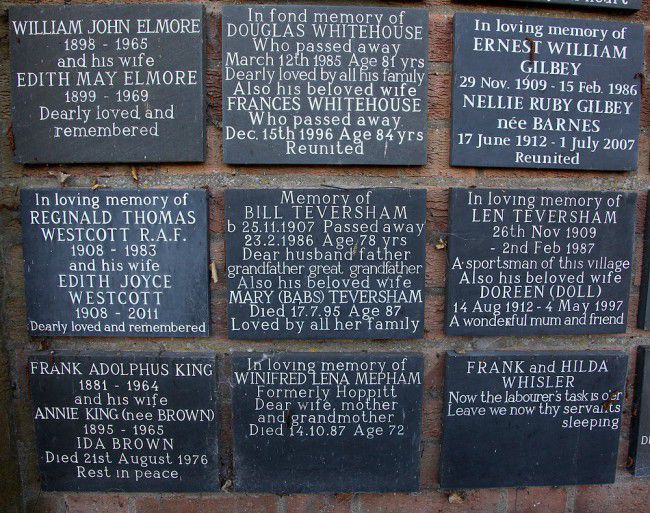 WILLIAM JOHN ELMORE
1898 - 1965
and his wife
EDITH MAY ELMORE
1899 - 1969
Dearly loved and
remembered
In fond memory of
DOUGLAS WHITEHOUSE
Who passed away
March 12th 1985 Age 81 yrs
Dearly loved by all his family
Also his beloved wife
FRANCES WHITEHOUSE
Who passed away
Dec. 15th 1996 Age 84 yrs
Reunited
In loving memory of
ERNEST WILLIAM
GILBEY
29 Nov. 1909 - 15 Feb. 1986
NELLIE RUBY GILBEY
née BARNES
17 June 1912 - 1 July 2007
Reunited
In loving memory of
REGINALD THOMAS
WESTCOTT R.A.F.
1908 - 1983
and his wife
EDITH JOYCE
WESTCOTT
1908 - 2011
Dearly loved and remembered
Memory of
BILL TEVERSHAM
b 25.11.1907 Passed away
23.2.1986 Age 78 yrs
Dear husband father
grandfather great grandfather
Also his beloved wife
MARY (BABS) TEVERSHAM
Died 17.7.95 Age 87
Loved by all her family
In loving memory of
LEN TEVERSHAM
26th Nov 1909
- 2nd Feb 1987
A sportsman of this village
Also his beloved wife
DOREEN (DOLL)
14 Aug 1912 - 4 May 1997
A wonderful mum and friend
FRANK ADOLPHUS KING
1881 - 1964
and his wife
ANNIE KING (nee BROWN)
1895 - 1965
IDA BROWN
Died 21st August 1976
Rest in peace
In loving memory of
WINIFRED LENA MEPHAM
Formerly Hoppitt
Dear wife, mother
and grandmother
Died 14.10.87 Age 72
FRANK and HILDA
WHISLER
Now the labourer's task is o'er
Leave we now thy servants
sleeping